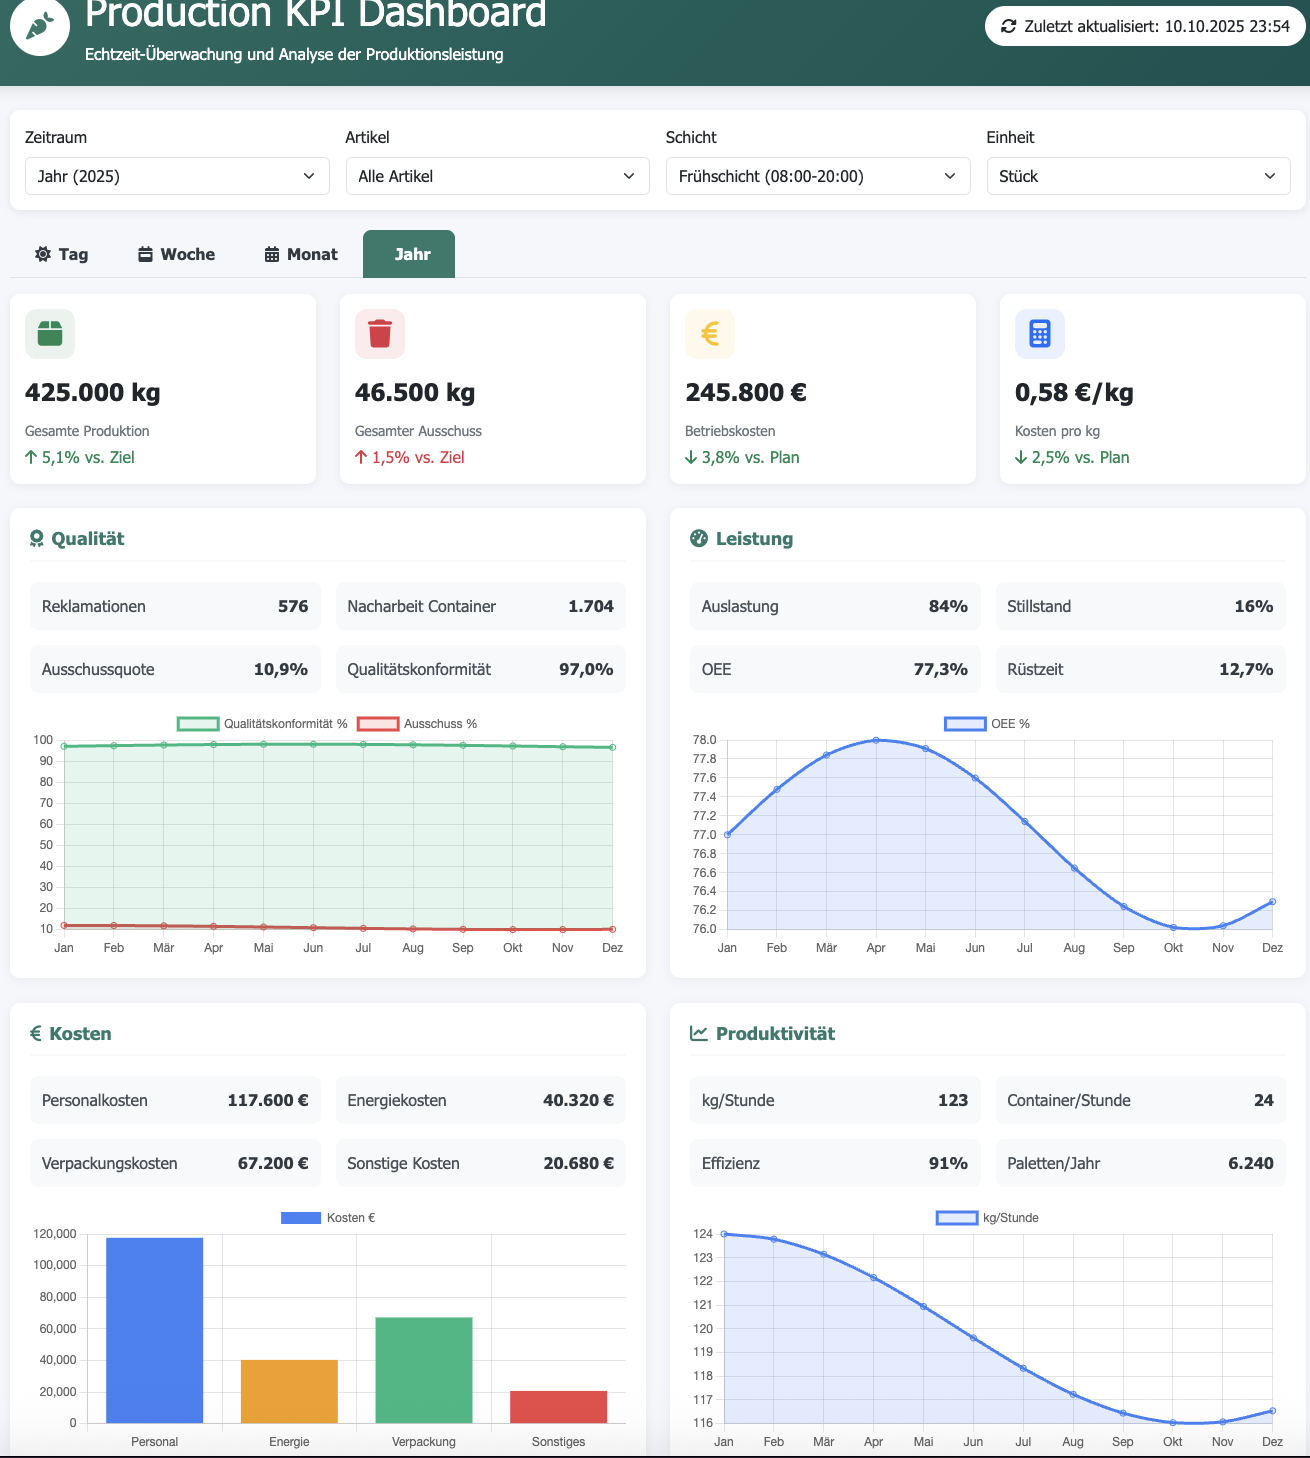 Production KPI Dashboard
Echtzeit-Überwachung und Analyse der Produktionsleistung
Zuletzt aktualisiert: 10.10.2025 23:54
Zeitraum
Jahr (2025)
Artikel
Alle Artikel
Schicht
Frühschicht (08:00-20:00)
Einheit
Stück
Tag
Woche
Monat
Jahr
425.000 kg
Gesamte Produktion
5,1% vs. Ziel
46.500 kg
Gesamter Ausschuss
1,5% vs. Ziel
245.800 €
Betriebskosten
3,8% vs. Plan
0,58 €/kg
Kosten pro kg
2,5% vs. Plan
Qualität
Reklamationen 576
Nacharbeit Container 1.704
Ausschussquote 10,9%
Qualitätskonformität 97,0%
Qualitätskonformität % Ausschuss %
100
90
80
70
60
50
40
30
20
10
Jan Feb Mär Apr Mai Jun Jul Aug Sep Okt Nov Dez
Leistung
Auslastung 84%
Stillstand 16%
OEE 77,3%
Rüstzeit 12,7%
OEE %
78.0
77.8
77.6
77.4
77.2
77.0
76.8
76.6
76.4
76.2
76.0
Jan Feb Mär Apr Mai Jun Jul Aug Sep Okt Nov Dez
€ Kosten
Personalkosten 117.600 €
Energiekosten 40.320 €
Verpackungskosten 67.200 €
Sonstige Kosten 20.680 €
Kosten €
120,000
100,000
80,000
60,000
40,000
20,000
0
Personal Energie Verpackung Sonstiges
Produktivität
kg/Stunde 123
Container/Stunde 24
Effizienz 91%
Paletten/Jahr 6.240
kg/Stunde
124
123
122
121
120
119
118
117
116
Jan Feb Mär Apr Mai Jun Jul Aug Sep Okt Nov Dez